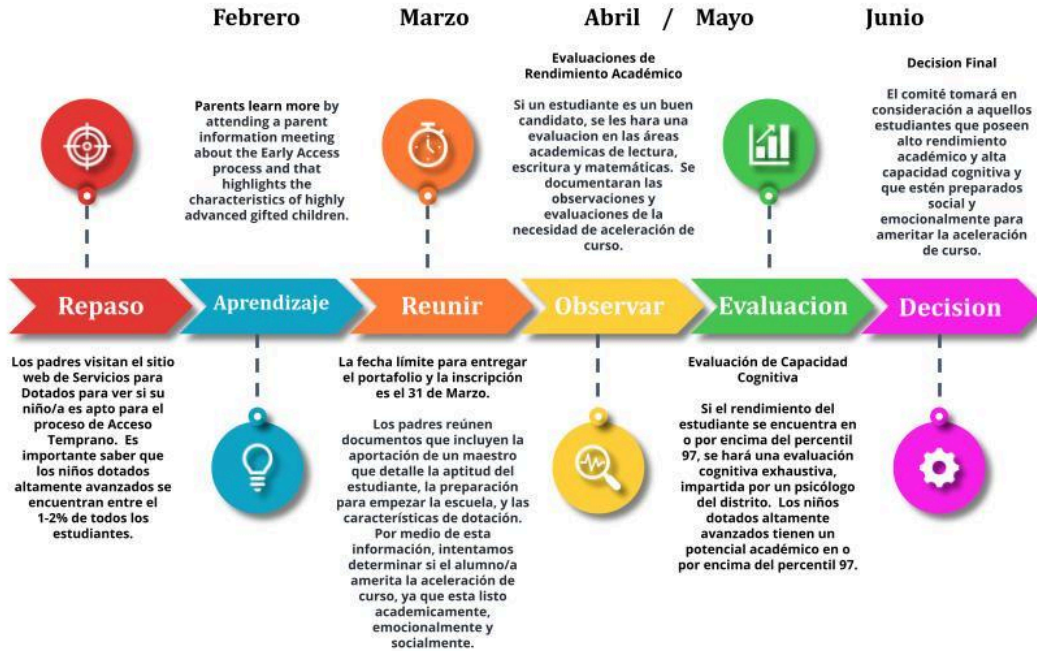 Febrero
Marzo
Abril / Mayo
Junio
Parents learn more by
attending a parent
information meeting
about the Early Access
process and that
highlights the
characteristics of highly
advanced gifted children.
Evaluaciones de
Rendimiento Académico
Si un estudiante es un buen
candidato, se les hara una
evaluacion en las áreas
academicas de lectura,
escritura y matemáticas. Se
documentaran las
observaciones y
evaluaciones de la
necesidad de aceleración de
curso.
Decision Final
El comité tomará en
consideración a aquellos
estudiantes que poseen
alto rendimiento
académico y alta
capacidad cognitiva y
que estén preparados
social y
emocionalmente para
ameritar la aceleración
de curso.
Repaso
Aprendizaje
Reunir
Observar
Evaluacion
Decision
Los padres visitan el sitio
web de Servicios para
Dotados para ver si su
niño/a es apto para el
proceso de Acceso
Temprano. Es
importante saber que
los niños dotados
altamente avanzados se
encuentran entre el
1-2% de todos los
estudiantes.
La fecha límite para entregar
el portafolio y la inscripción
es el 31 de Marzo.
Los padres reúnen
documentos que incluyen la
aportación de un maestro
que detalle la aptitud del
estudiante, la preparación
para empezar la escuela, y las
características de dotación.
Por medio de esta
información, intentamos
determinar si el alumno/a
amerita la aceleración de
curso, ya que esta listo
academicamente,
emocionalmente y
socialmente.
Evaluación de Capacidad
Cognitiva
Si el rendimiento del
estudiante se encuentra en
o por encima del percentil
97, se hará una evaluación
cognitiva exhaustiva,
impartida por un psicólogo
del distrito. Los niños
dotados altamente
avanzados tienen un
potencial académico en o
por encima del percentil 97.